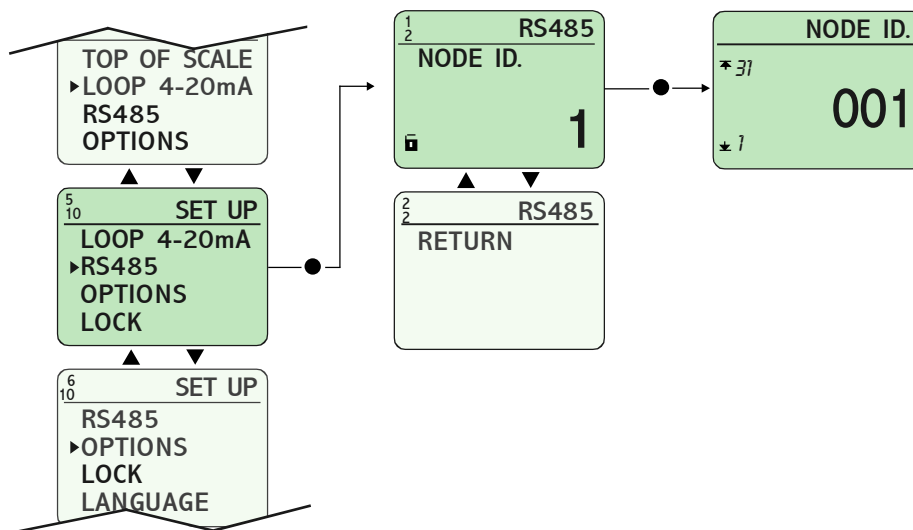 TOP OF SCALE
LOOP 4-20mA
RS485
OPTIONS
5
10
SET UP
LOOP 4-20mA
RS485
OPTIONS
LOCK
6
10
SET UP
RS485
OPTIONS
LOCK
LANGUAGE
1
2
RS485
NODE ID.
1
2
2
RS485
RETURN
NODE ID.
31
001
1